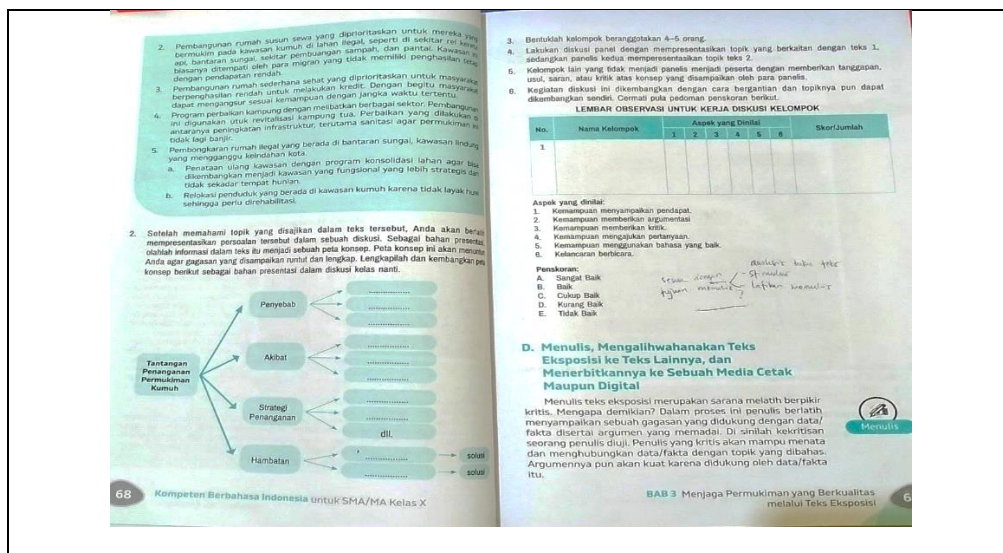 2. Pembangunan rumah susun sewa yang diprioritaskan untuk mereka yang
bermukim pada kawasan kumuh di lahan ilegal, seperti di sekitar rel kereta
api, bantaran sungai, sekitar pembuangan sampah, dan pantai. Kawasan ini
biasanya ditempati oleh para migran yang tidak memiliki penghasilan tetap
dengan pendapatan rendah.
3. Pembangunan rumah sederhana sehat yang diprioritaskan untuk masyarakat
berpenghasilan rendah untuk melakukan kredit. Dengan begitu masyarakat
dapat mengangsur sesuai kemampuan dengan jangka waktu tertentu.
4. Program perbaikan kampung dengan melibatkan berbagai sektor. Pembangunan
ini digunakan utuk revitalisasi kampung tua. Perbaikan yang dilakukan di
antaranya peningkatan infrastruktur, terutama sanitasi agar permukiman ini
tidak lagi banjir.
5. Pembongkaran rumah ilegal yang berada di bantaran sungai, kawasan lindung
yang mengganggu keindahan kota
a. Penataan ulang kawasan dengan program konsolidasi lahan agar bisa
dikembangkan menjadi kawasan yang fungsional yang lebih strategis dan
tidak sekadar tempat hunian.
b. Relokasi penduduk yang berada di kawasan kumuh karena tidak layak huni
sehingga perlu direhabilitasi.
2. Setelah memahami topik yang disajikan dalam teks tersebut, Anda akan berlatih
mempresentasikan persoalan tersebut dalam sebuah diskusi. Sebagai bahan presentasi,
olahlah informasi dalam teks itu menjadi sebuah peta konsep. Peta konsep ini akan menuntun
Anda agar gagasan yang disampaikan runtut dan lengkap. Lengkapilah dan kembangkan peta
konsep berikut sebagai bahan presentasi dalam diskusi kelas nanti.
Tantangan
Penanganan
Permukiman
Kumuh
Penyebab
................
................
................
Akibat
................
................
................
Strategi
Penanganan
................
................
................
dll.
Hambatan
................
solusi
................
solusi
68 Kompeten Berbahasa Indonesia untuk SMA/MA Kelas X
3. Bentuklah kelompok beranggotakan 4–5 orang.
4. Lakukan diskusi panel dengan mempresentasikan topik yang berkaitan dengan teks 1,
sedangkan panelis kedua memperesentasikan topik teks 2.
5. Kelompok lain yang tidak menjadi panelis menjadi peserta dengan memberikan tanggapan,
usul, saran, atau kritik atas konsep yang disampaikan oleh para panelis.
6. Kegiatan diskusi ini dikembangkan dengan cara bergantian dan topiknya pun dapat
dikembangkan sendiri. Cermati pula pedoman penskoran berikut.
LEMBAR OBSERVASI UNTUK KERJA DISKUSI KELOMPOK
No. Nama Kelompok Aspek yang Dinilai Skor/Jumlah
1 2 3 4 5 6
1
Aspek yang dinilai:
1. Kemampuan menyampaikan pendapat.
2. Kemampuan memberikan argumentasi
3. Kemampuan memberikan kritik.
4. Kemampuan mengajukan pertanyaan.
5. Kemampuan menggunakan bahasa yang baik.
6. Kelancaran berbicara.
Penskoran:
A. Sangat Baik
B. Baik
C. Cukup Baik
D. Kurang Baik
E. Tidak Baik
analisis buku teks
sesuai dengan - stimulus
tujuan menulis - latihan menulis
?
D. Menulis, Mengalihwahanakan Teks
Eksposisi ke Teks Lainnya, dan
Menerbitkannya ke Sebuah Media Cetak
Maupun Digital
Menulis teks eksposisi merupakan sarana melatih berpikir
kritis. Mengapa demikian? Dalam proses ini penulis berlatih
menyampaikan sebuah gagasan yang didukung dengan data/
fakta disertai argumen yang memadai. Di sinilah kekritisan
seorang penulis diuji. Penulis yang kritis akan mampu menata
dan menghubungkan data/fakta dengan topik yang dibahas.
Argumennya pun akan kuat karena didukung oleh data/fakta
itu.
Menulis
BAB 3 Menjaga Permukiman yang Berkualitas
melalui Teks Eksposisi
6